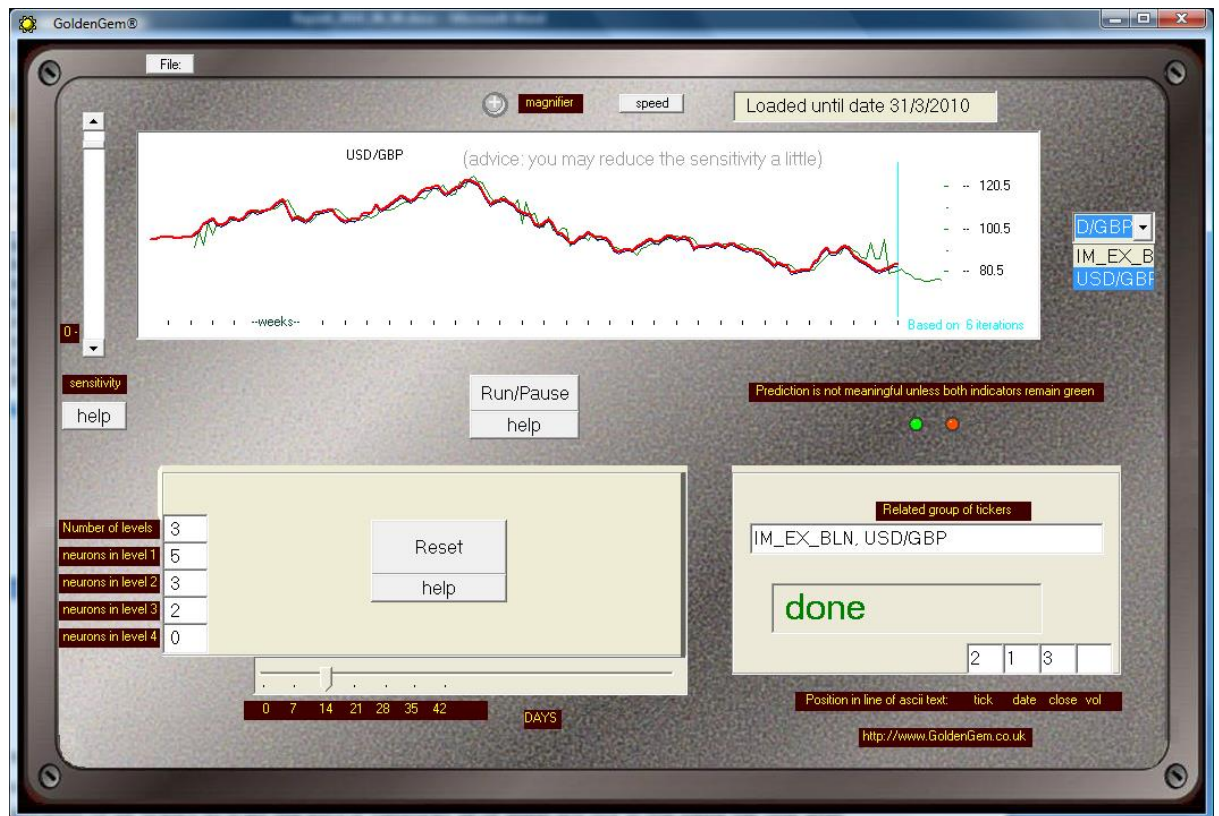 GoldenGem®
File:
magnifier
speed
Loaded until date 31/3/2010
USD/GBP
(advice: you may reduce the sensitivity a little)
-- 120.5
-- 100.5
-- 80.5
--weeks--
Based on 6 iterations
D/GBP
IM_EX_B
USD/GBF
0 -
sensitivity
help
Run/Pause
help
Prediction is not meaningful unless both indicators remain green
Number of levels 3
neurons in level 1 5
neurons in level 2 3
neurons in level 3 2
neurons in level 4 0
Reset
help
0 7 14 21 28 35 42
DAYS
Related group of tickers
IM_EX_BLN, USD/GBP
done
2 1 3
Position in line of ascii text: tick date close vol
http://www.GoldenGem.co.uk